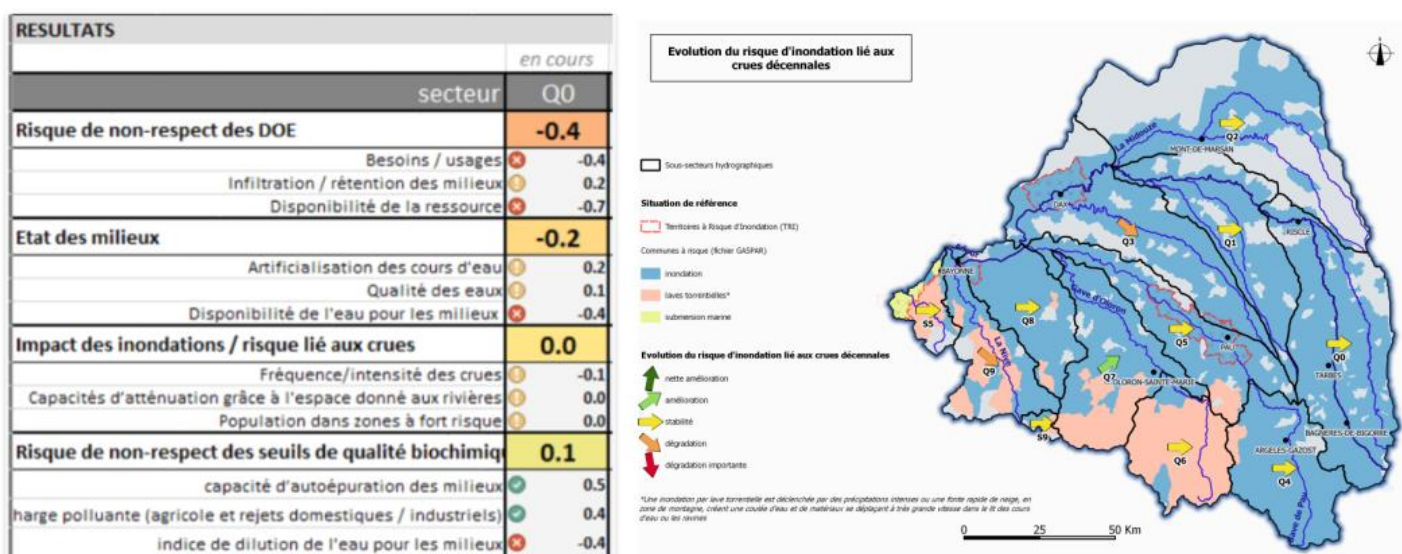 RESULTATS
en cours
secteur Q0
Risque de non-respect des DOE -0.4
Besoins / usages -0.4
Infiltration / rétention des milieux 0.2
Disponibilité de la ressource -0.7
Etat des milieux -0.2
Artificialisation des cours d'eau 0.2
Qualité des eaux 0.1
Disponibilité de l'eau pour les milieux -0.4
Impact des inondations / risque lié aux crues 0.0
Fréquence/intensité des crues -0.1
Capacités d'atténuation grâce à l'espace donné aux rivières 0.0
Population dans zones à fort risque 0.0
Risque de non-respect des seuils de qualité biochimiq 0.1
capacité d'autoépuration des milieux 0.5
harge polluante (agricole et rejets domestiques / industriels) 0.4
indice de dilution de l'eau pour les milieux -0.4
Evolution du risque d'inondation lié aux
crues décennales
Sous-secteurs hydrographiques
Situation de référence
Territoires à Risque d'Inondation (TRI)
Communes à risque (fichier GASPAR)
inondation
laves torrentielles*
submersion marine
Evolution du risque d'inondation lié aux crues décennales
nette amélioration
amélioration
stabilité
dégradation
dégradation importante
*Une inondation par lave torrentielle est déclenchée par des précipitations intenses ou une fonte rapide de neige, en
zone de montagne, créant une coulée d'eau et de matériaux se déplaçant à très grande vitesse dans le lit des cours
d'eau ou les ravines
0 25 50 Km
La Midouze
Q2
MONT-DE-MARSAN
DAX
Q3
Q1
RISCLE
BAYONNE
S5
Q8
Gave d'Oloron
Q5
PAU
Q0
La Nive
Q9
Q7
OLORON-SAINTE-MARIE
TARBES
S9
Q6
ARGELES-GAZOST
BAGNERES-DE-BIGORRE
Q4
Gave de Pau